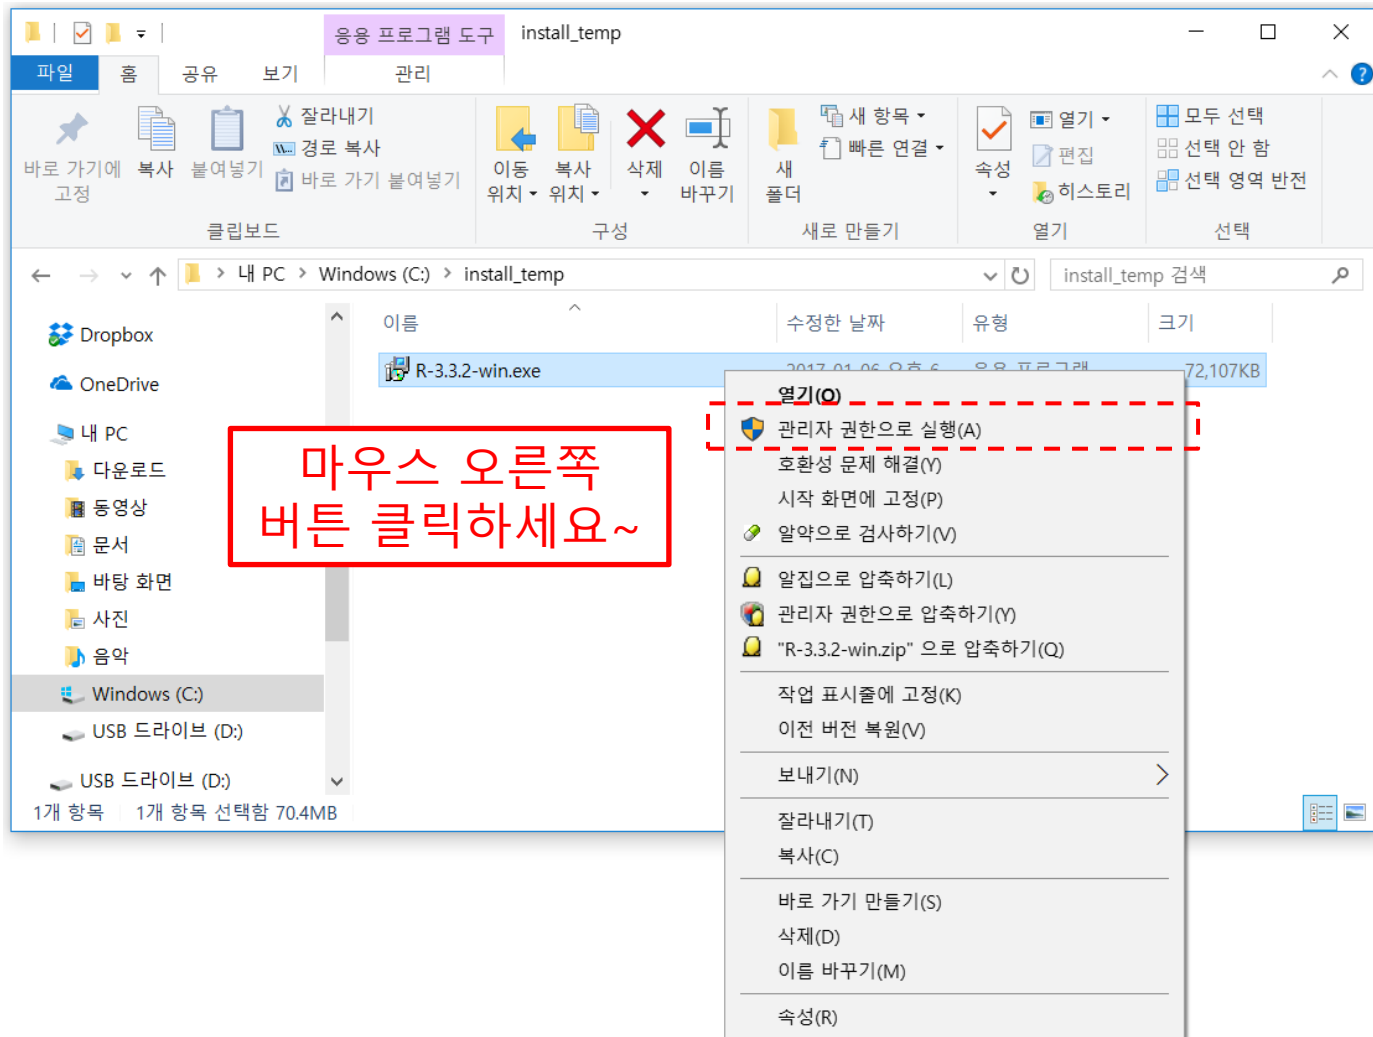 응용 프로그램 도구
install_temp
파일
홈
공유
보기
관리
바로 가기에
고정
복사
붙여넣기
잘라내기
경로 복사
바로 가기 붙여넣기
클립보드
이동
위치
복사
위치
삭제
이름
바꾸기
구성
새
폴더
새 항목
빠른 연결
새로 만들기
속성
열기
편집
히스토리
열기
모두 선택
선택 안 함
선택 영역 반전
선택
내 PC > Windows (C:) > install_temp
install_temp 검색
이름
수정한 날짜
유형
크기
R-3.3.2-win.exe
2017-01-06 오후 6
응용 프로그램
72,107KB
Dropbox
OneDrive
내 PC
다운로드
동영상
문서
바탕 화면
사진
음악
Windows (C:)
USB 드라이브 (D:)
USB 드라이브 (D:)
1개 항목
1개 항목 선택함 70.4MB
마우스 오른쪽
버튼 클릭하세요~
열기(O)
관리자 권한으로 실행(A)
호환성 문제 해결(Y)
시작 화면에 고정(P)
알약으로 검사하기(V)
알집으로 압축하기(L)
관리자 권한으로 압축하기(Y)
"R-3.3.2-win.zip" 으로 압축하기(Q)
작업 표시줄에 고정(K)
이전 버전 복원(V)
보내기(N)
잘라내기(T)
복사(C)
바로 가기 만들기(S)
삭제(D)
이름 바꾸기(M)
속성(R)